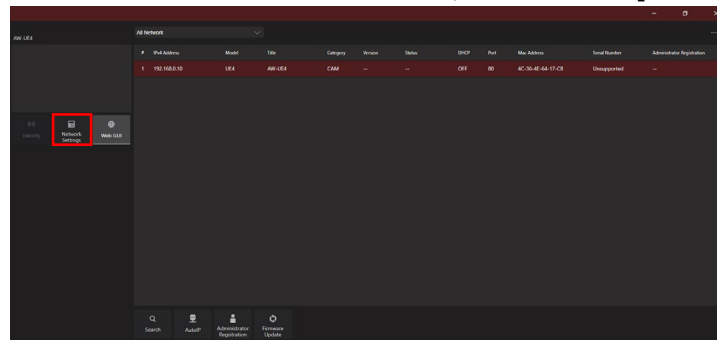 All Network
AW-UE4
# IPv4 Address Model Title Category Version Status DHCP Port Mac Address Serial Number Administrator Registration
1 192.168.0.10 UE4 AW-UE4 CAM -- -- OFF 80 4C-36-4E-64-17-CB Unsupported --
Identify
Network
Settings
Web GUI
Search
AutoIP
Administrator
Registration
Firmware
Update